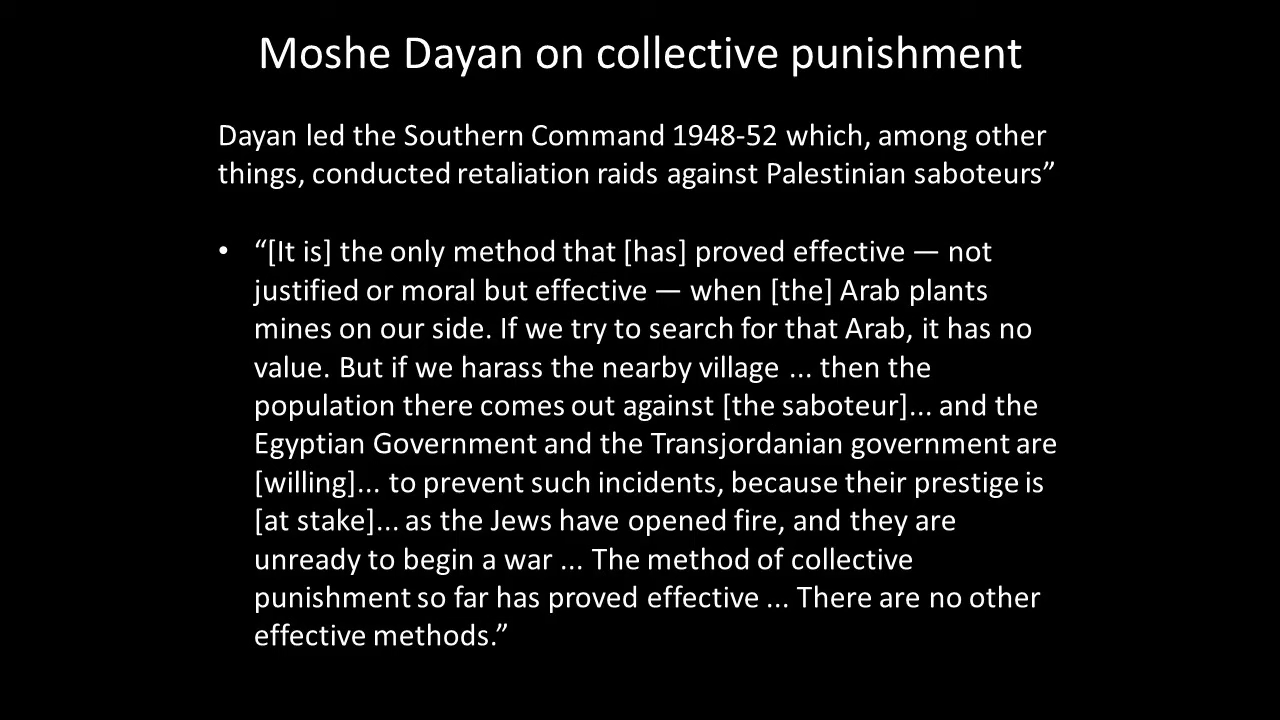 Moshe Dayan on collective punishment
Dayan led the Southern Command 1948-52 which, among other
things, conducted retaliation raids against Palestinian saboteurs”
• “[It is] the only method that [has] proved effective — not
justified or moral but effective — when [the] Arab plants
mines on our side. If we try to search for that Arab, it has no
value. But if we harass the nearby village ... then the
population there comes out against [the saboteur]... and the
Egyptian Government and the Transjordanian government are
[willing]... to prevent such incidents, because their prestige is
[at stake]... as the Jews have opened fire, and they are
unready to begin a war ... The method of collective
punishment so far has proved effective ... There are no other
effective methods.”